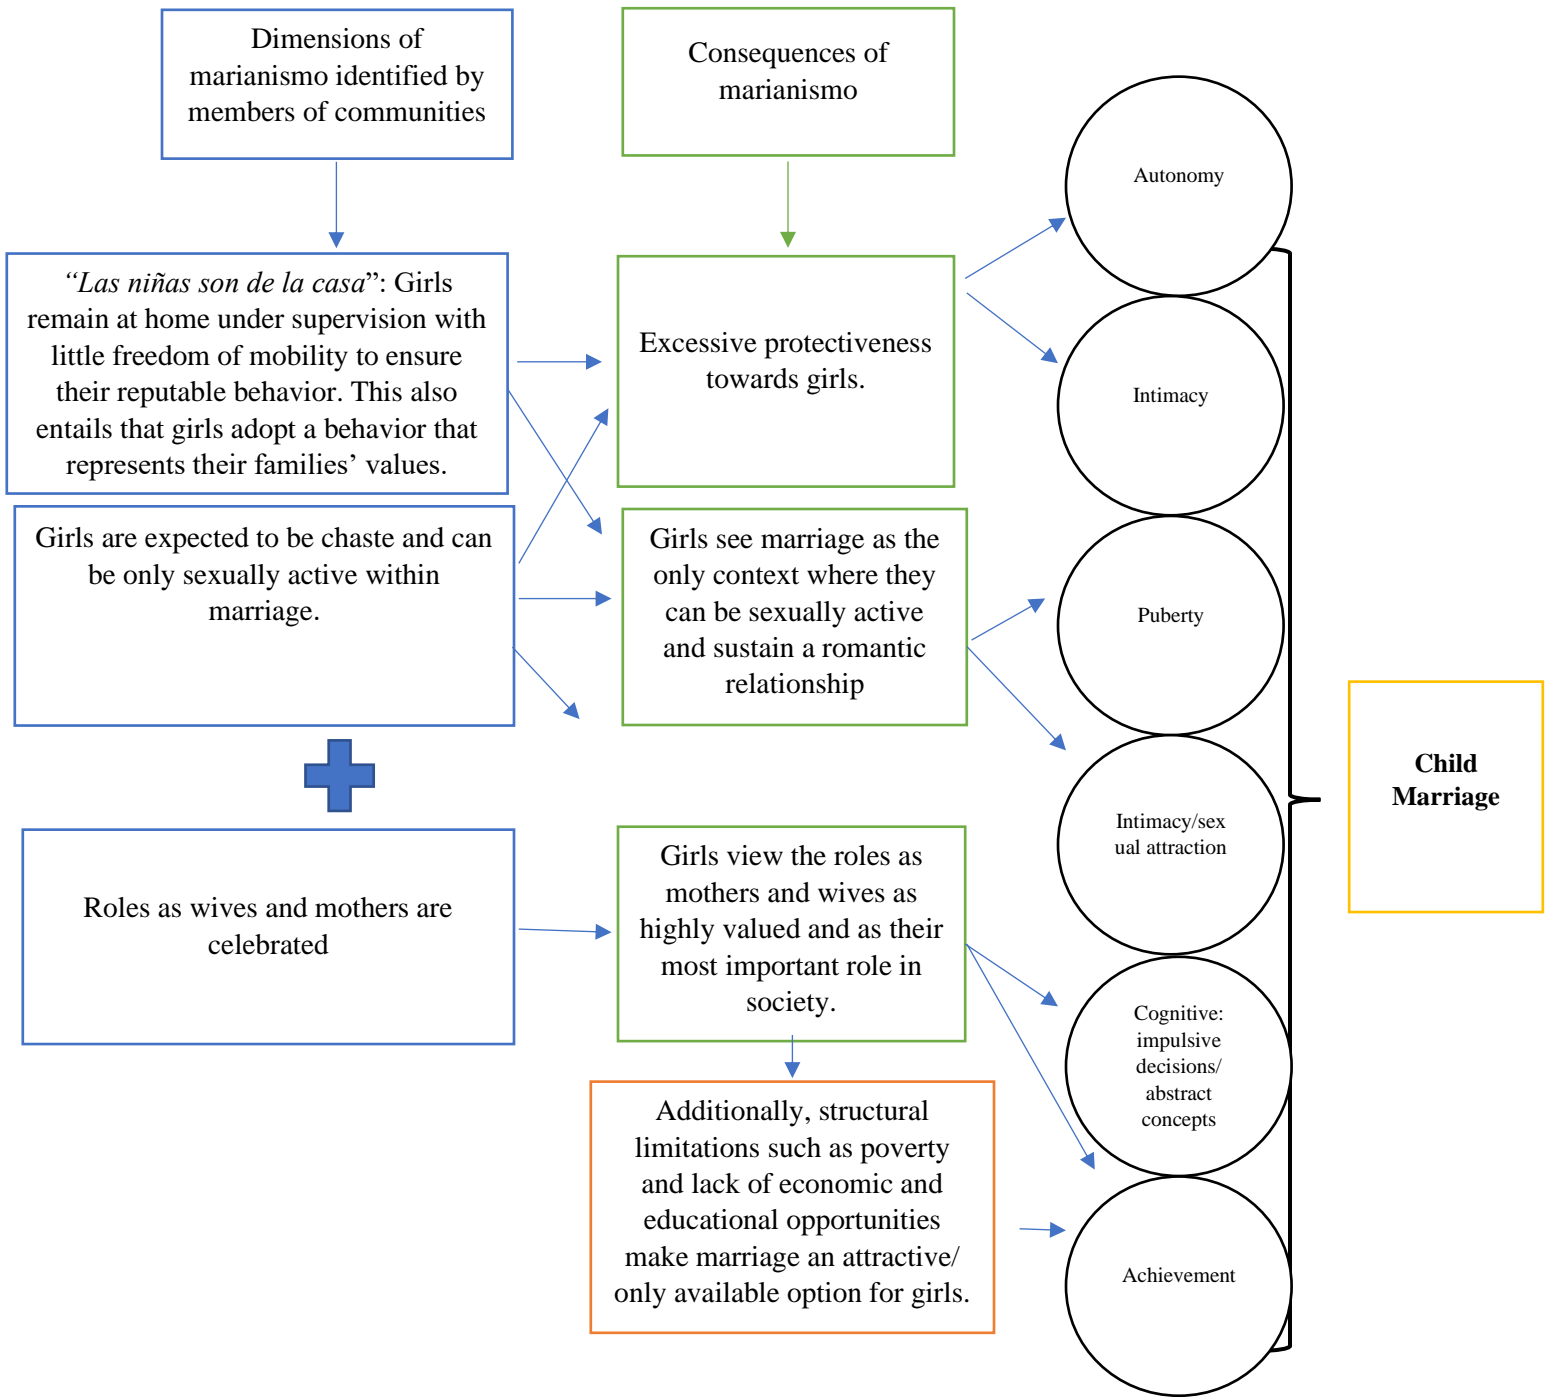 Dimensions of
marianismo identified by
members of communities
Consequences of
marianismo
“Las niñas son de la casa”: Girls
remain at home under supervision with
little freedom of mobility to ensure
their reputable behavior. This also
entails that girls adopt a behavior that
represents their families’ values.
Excessive protectiveness
towards girls.
Girls are expected to be chaste and can
be only sexually active within
marriage.
Girls see marriage as the
only context where they
can be sexually active
and sustain a romantic
relationship
Roles as wives and mothers are
celebrated
Girls view the roles as
mothers and wives as
highly valued and as their
most important role in
society.
Additionally, structural
limitations such as poverty
and lack of economic and
educational opportunities
make marriage an attractive/
only available option for girls.
Autonomy
Intimacy
Puberty
Intimacy/sex
ual attraction
Cognitive:
impulsive
decisions/
abstract
concepts
Achievement
Child
Marriage